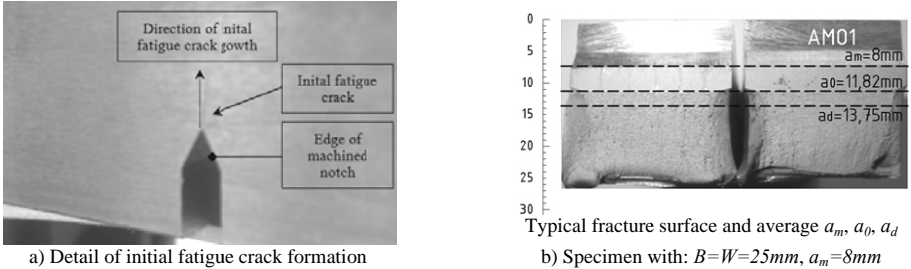 Direction of inital
fatigue crack gowth
Inital fatigue
crack
Edge of
machined
notch
a) Detail of initial fatigue crack formation
0
5
10
15
20
25
30
AM01
am=8mm
a0=11,82mm
ad=13,75mm
Typical fracture surface and average am, a0, ad
b) Specimen with: B=W=25mm, am=8mm